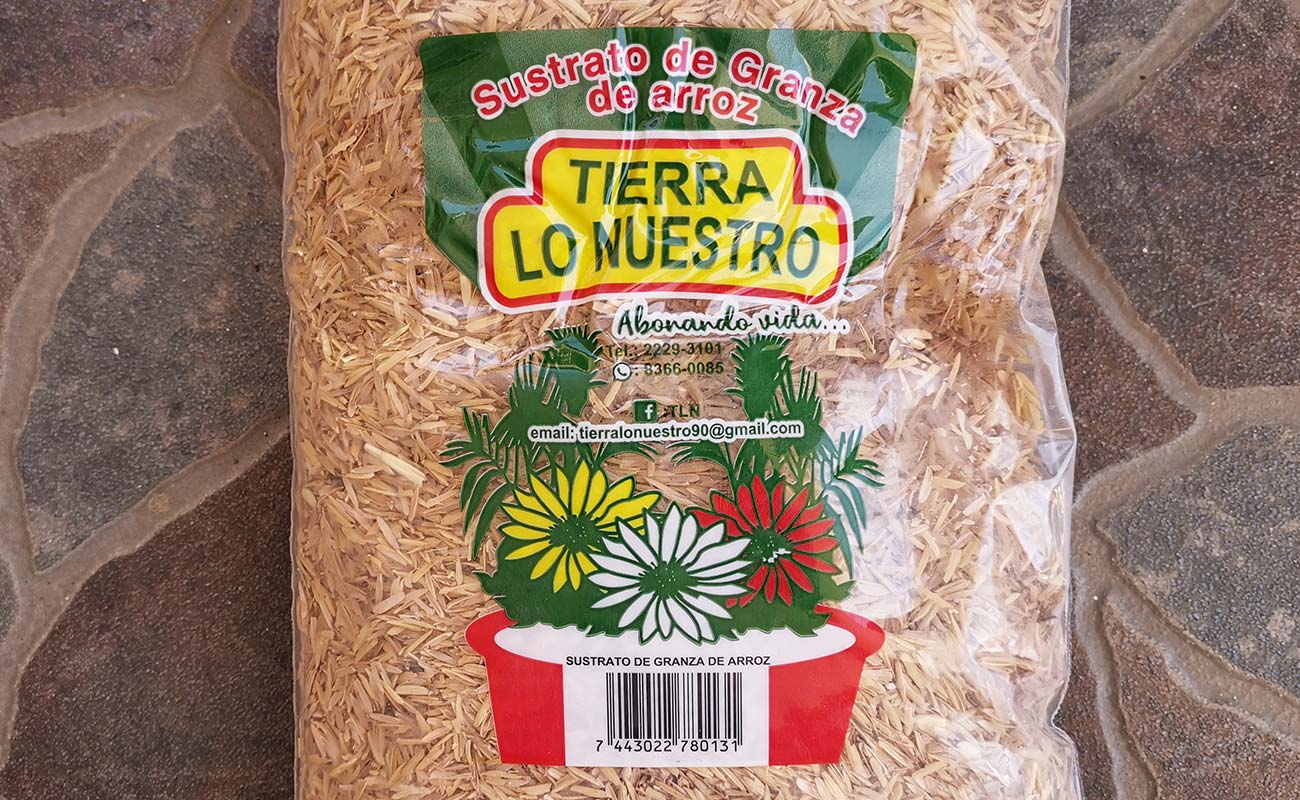 Sustrato de Granza
de arroz
TIERRA
LO NUESTRO
Abonando vida...
Tel.: 2229-3101
: 8366-0085
f :TLN
email: tierralonuestro90@gmail.com
SUSTRATO DE GRANZA DE ARROZ
7 443022 780131